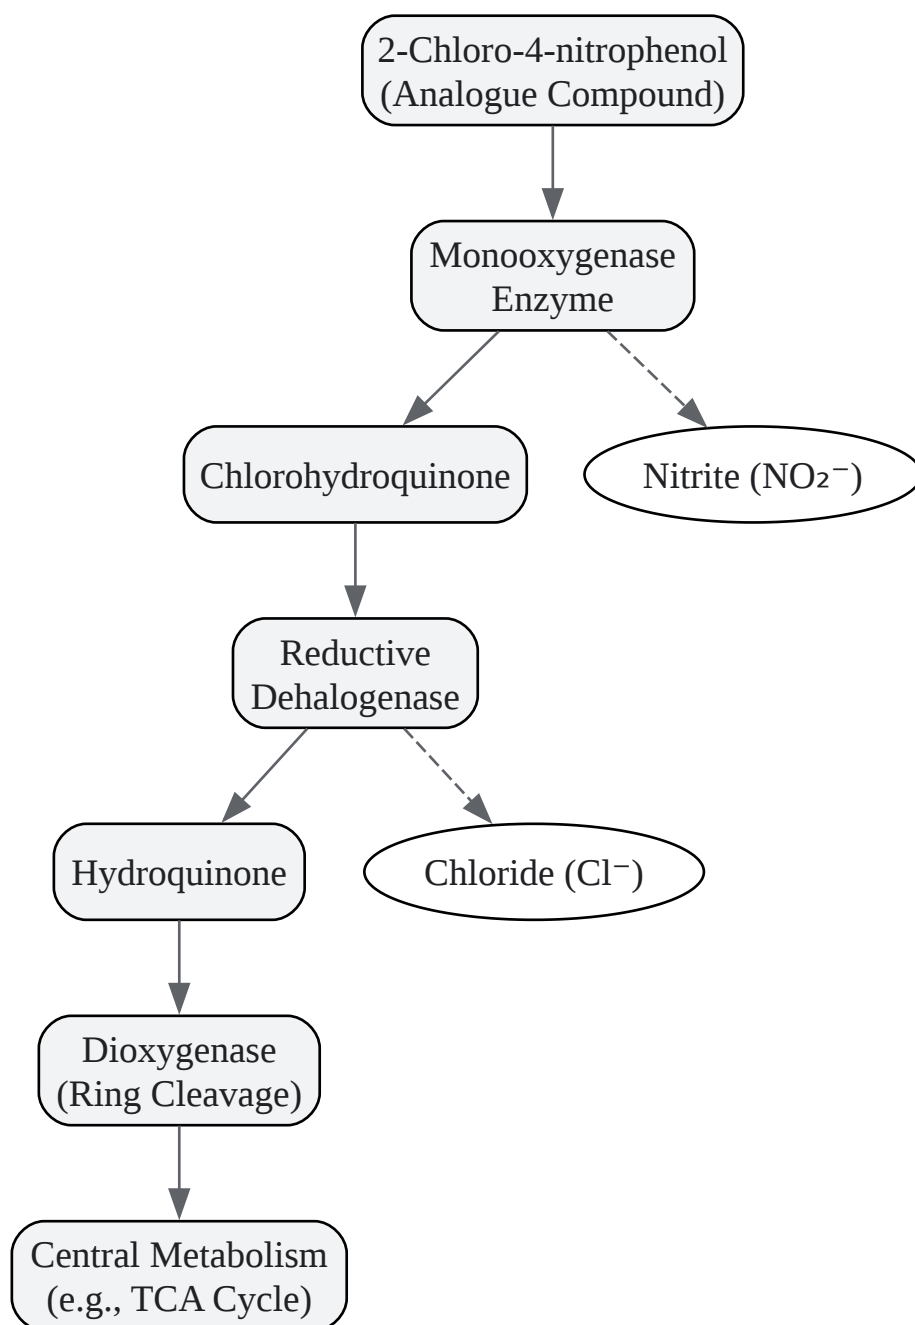 2-Chloro-4-nitrophenol
(Analogue Compound)
Monooxygenase
Enzyme
Chlorohydroquinone
Nitrite (NO₂⁻)
Reductive
Dehalogenase
Hydroquinone
Chloride (Cl⁻)
Dioxygenase
(Ring Cleavage)
Central Metabolism
(e.g., TCA Cycle)